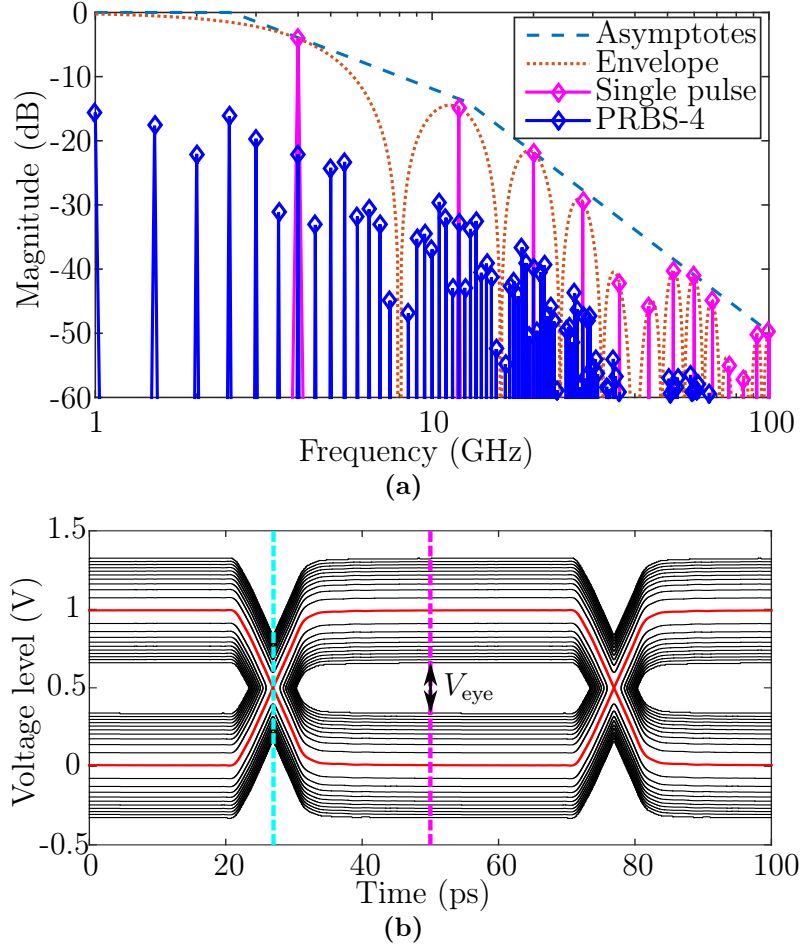 0
-10
-20
-30
-40
-50
-60
Magnitude (dB)
Asymptotes
Envelope
Single pulse
PRBS-4
1
10
100
Frequency (GHz)
(a)
1.5
1
0.5
0
-0.5
Voltage level (V)
Veye
0
20
40
60
80
100
Time (ps)
(b)